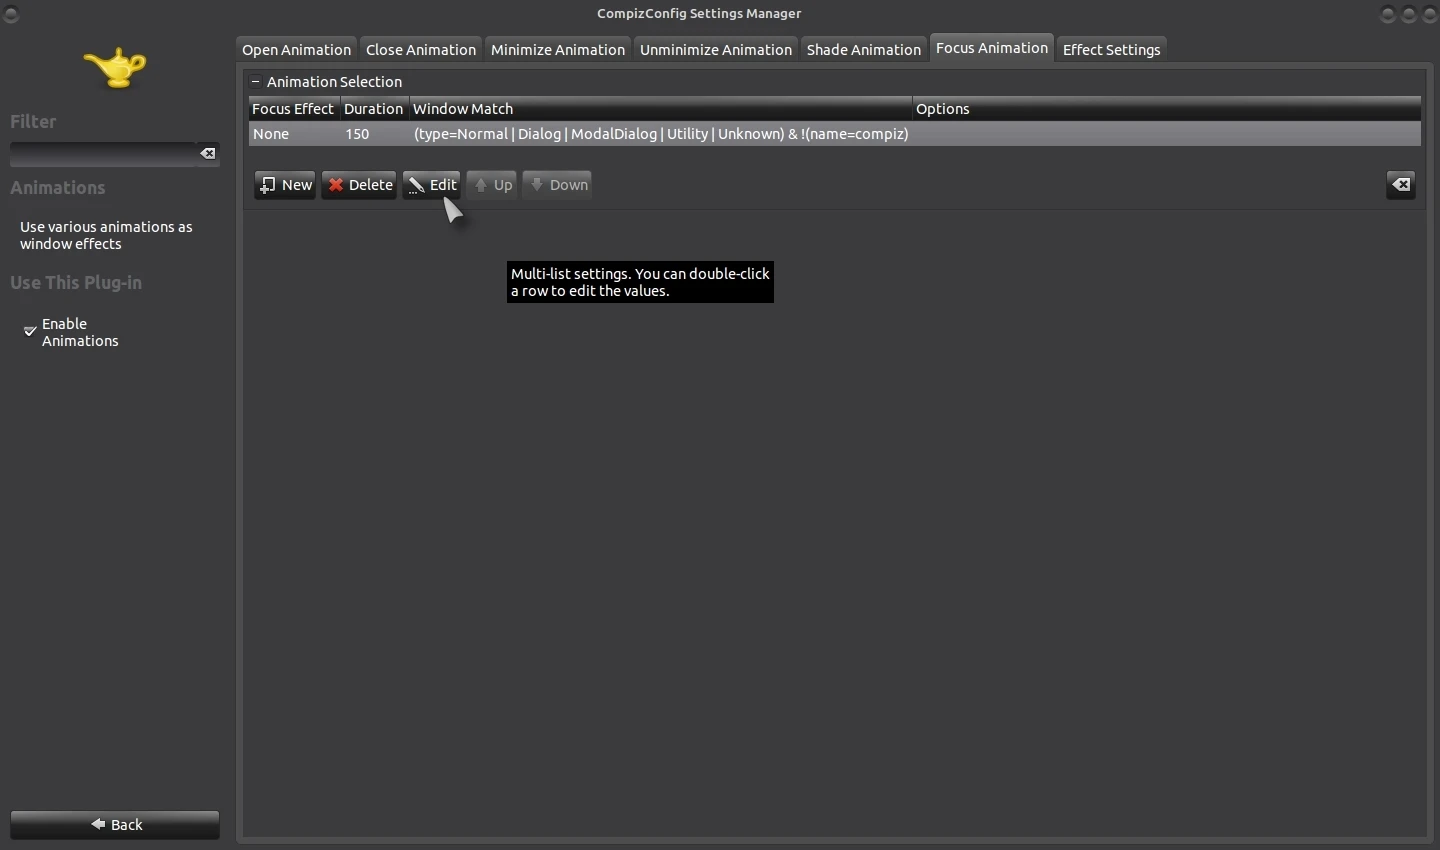 CompizConfig Settings Manager
Open Animation Close Animation Minimize Animation Unminimize Animation Shade Animation Focus Animation Effect Settings
Filter
Animations
Use various animations as
window effects
Use This Plug-in
Enable
Animations
Back
Animation Selection
Focus Effect Duration Window Match Options
None 150 (type=Normal | Dialog | ModalDialog | Utility | Unknown) & !(name=compiz)
New Delete Edit Up Down
Multi-list settings. You can double-click
a row to edit the values.